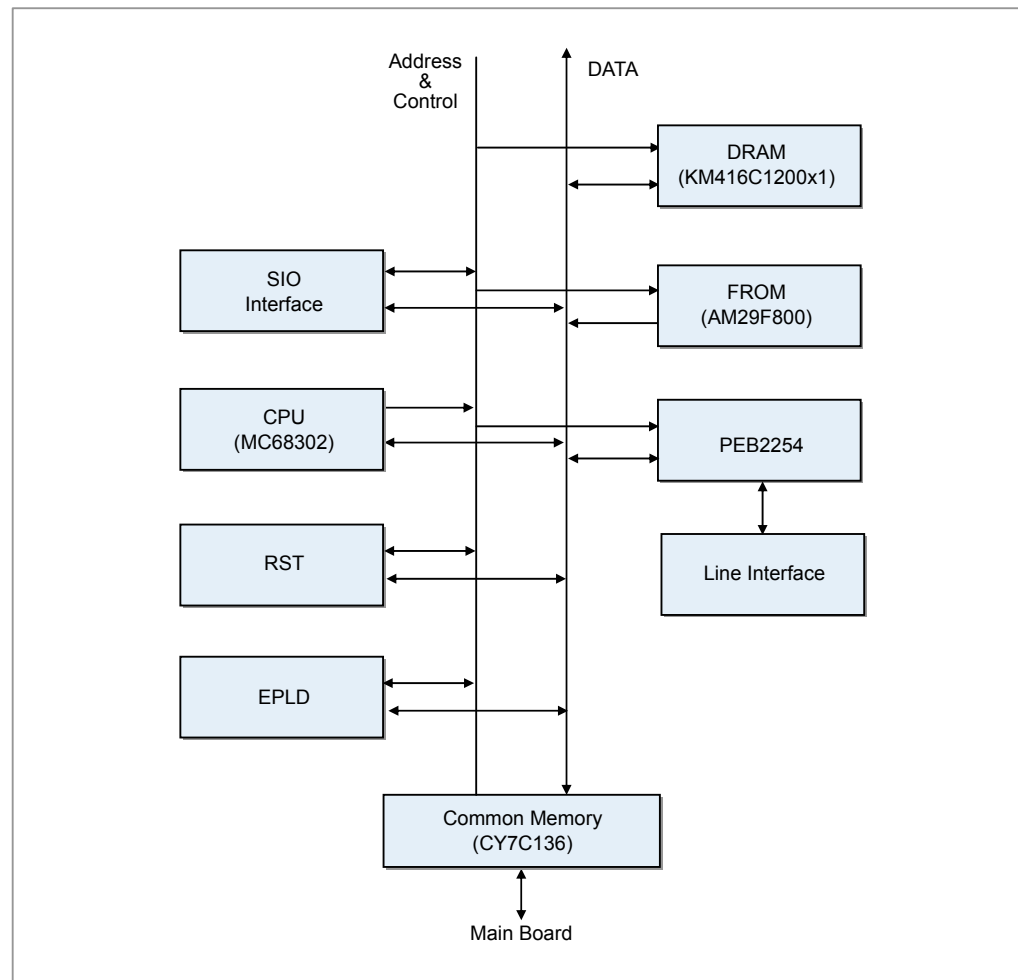 Address
&
Control
DATA
DRAM
(KM416C1200x1)
SIO
Interface
FROM
(AM29F800)
CPU
(MC68302)
PEB2254
RST
Line Interface
EPLD
Common Memory
(CY7C136)
Main Board